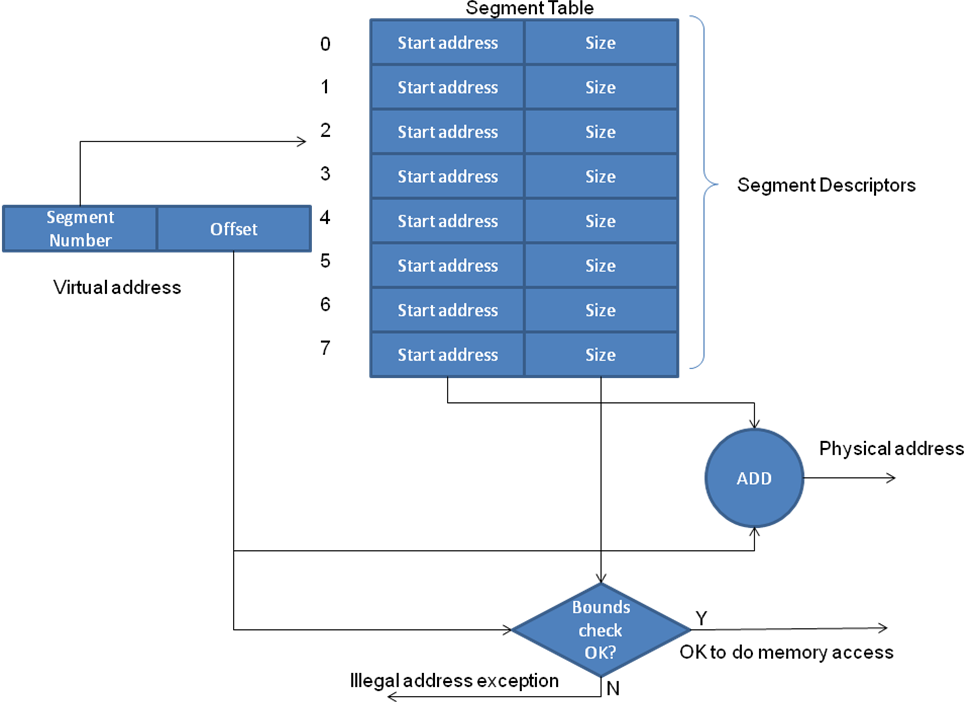 Segment Table
0
Start address
Size
1
Start address
Size
2
Start address
Size
3
Start address
Size
Segment Descriptors
4
Start address
Size
Segment
Number
Offset
5
Start address
Size
Virtual address
6
Start address
Size
7
Start address
Size
Physical address
ADD
Bounds
check
OK?
Y
OK to do memory access
Illegal address exception
N